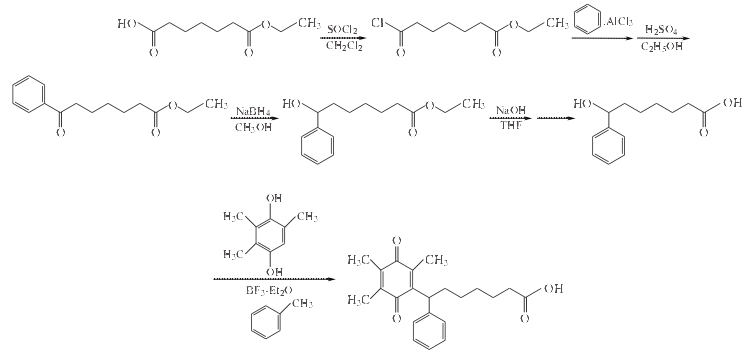 HO O CH3 SOCl2 Cl O CH3 .AlCl3 H2SO4
O O CH2Cl2 O O C2H5OH
O CH3 NaBH4 HO O CH3 NaOH HO OH
O O CH3OH O THF O
OH
H3C CH3
H3C
OH
BF3-Et2O
CH3
O
H3C CH3
H3C OH
O O